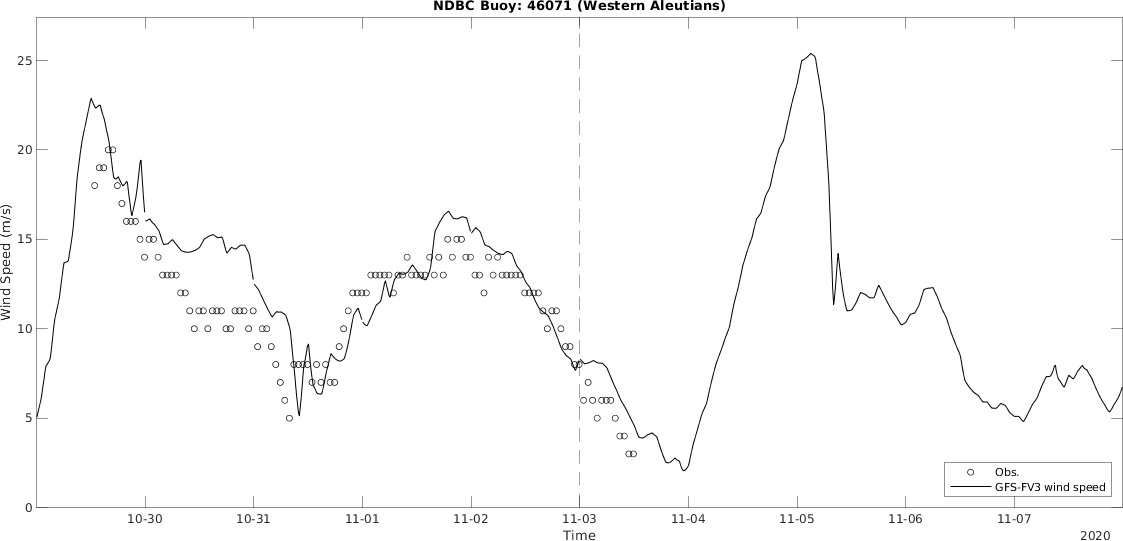 NDBC Buoy: 46071 (Western Aleutians)
Wind Speed (m/s)
25
20
15
10
5
0
10-30 10-31 11-01 11-02 11-03 11-04 11-05 11-06 11-07
Time
2020
Obs.
GFS-FV3 wind speed